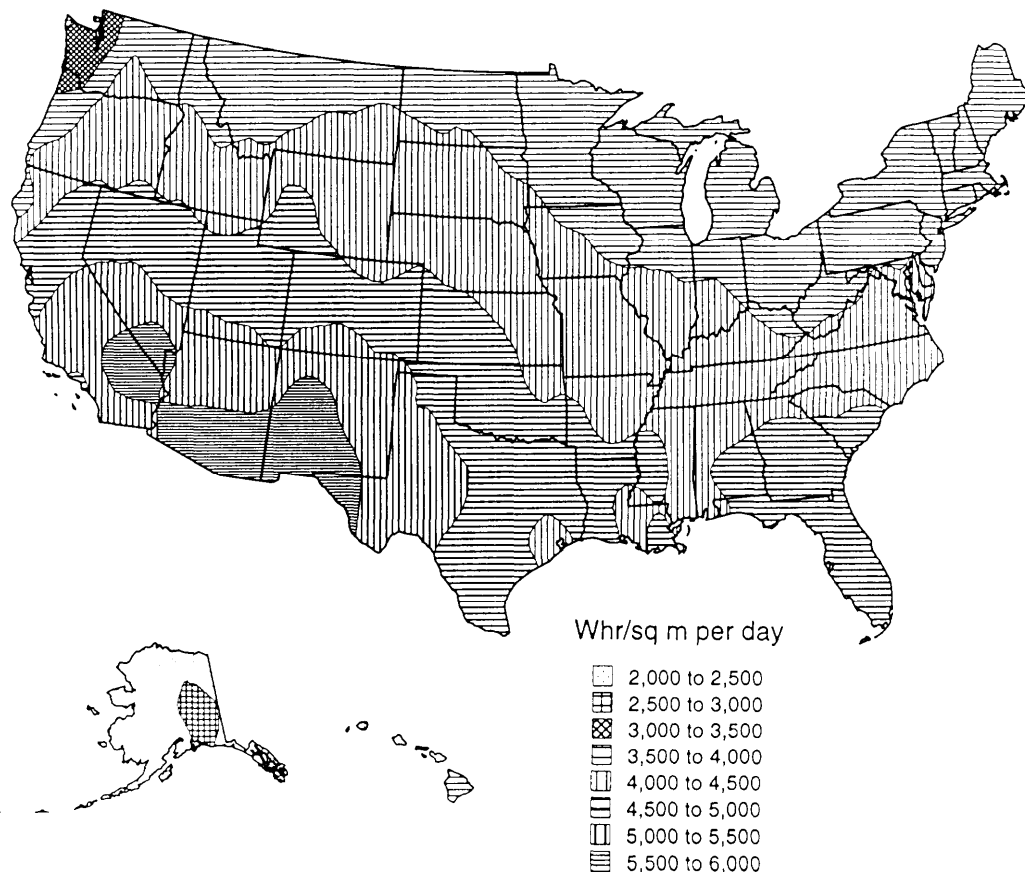 Whr/sq m per day
2,000 to 2,500
2,500 to 3,000
3,000 to 3,500
3,500 to 4,000
4,000 to 4,500
4,500 to 5,000
5,000 to 5,500
5,500 to 6,000